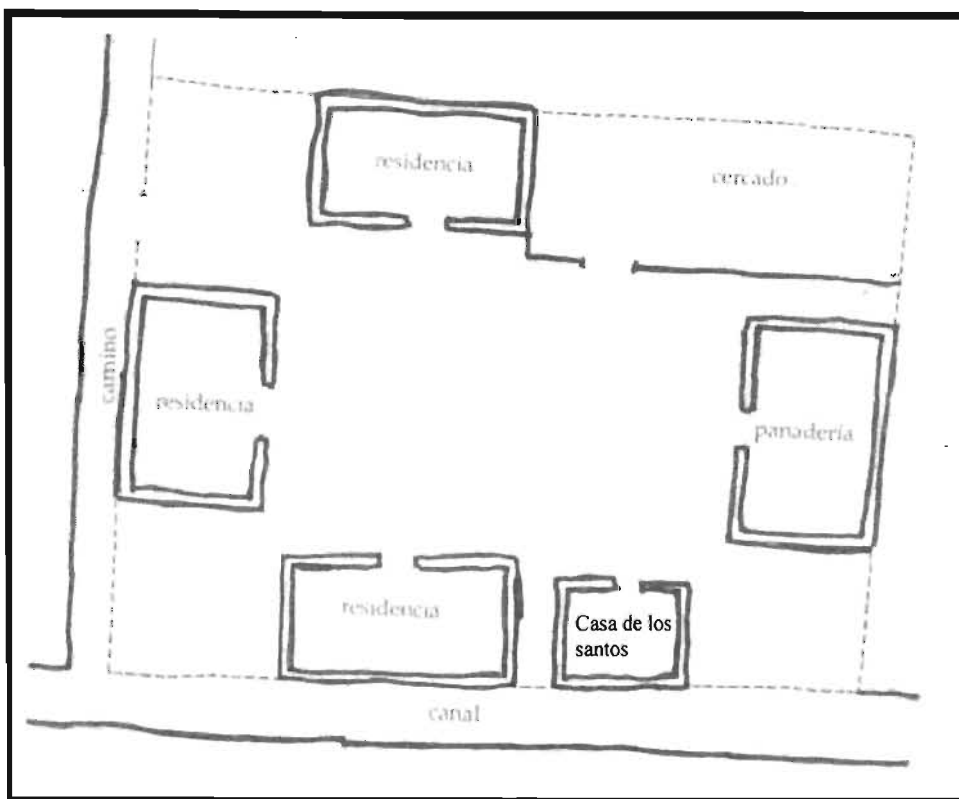 residencia
cercado
camino
residencia
panadería
residencia
Casa de los
santos
canal